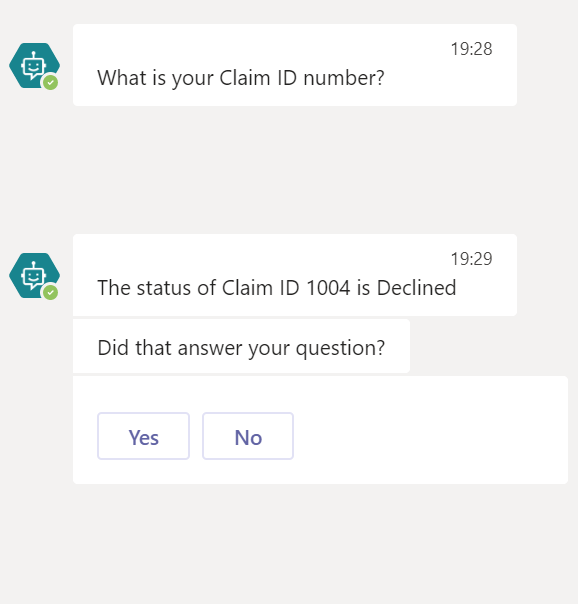 19:28
What is your Claim ID number?
19:29
The status of Claim ID 1004 is Declined
Did that answer your question?
Yes No